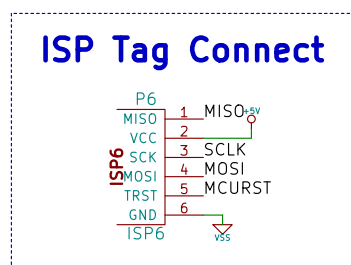 ISP Tag Connect
P6
MISO 1 MISO +5V
VCC 2
SCK 3 SCLK
MOSI 4 MOSI
TRST 5 MCURST
GND 6
ISP6
ISP6
VSS